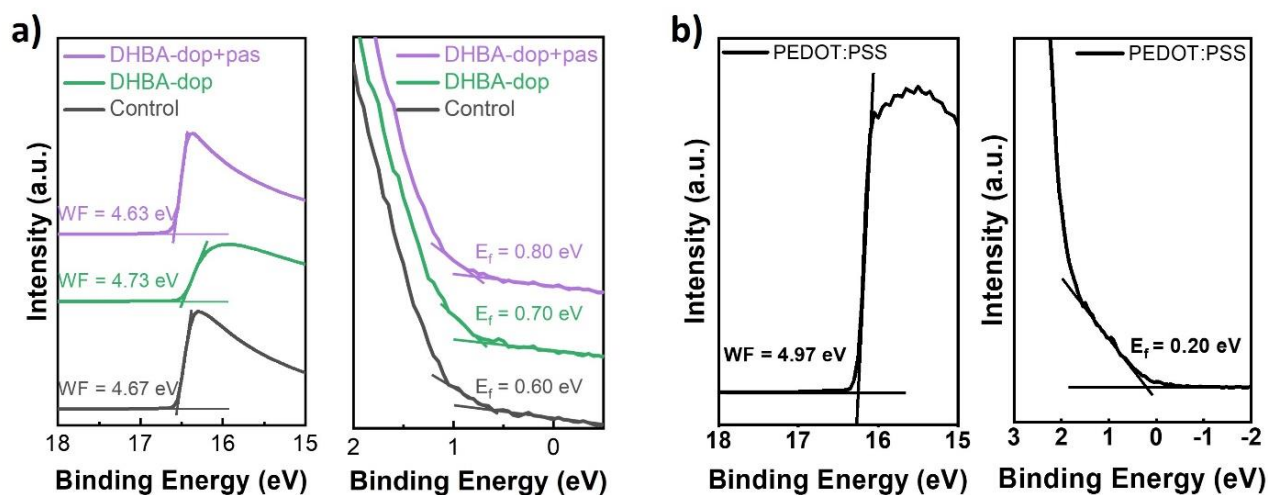 a)
DHBA-dop+pas
DHBA-dop
Control
WF = 4.63 eV
WF = 4.73 eV
WF = 4.67 eV
Intensity (a.u.)
18 17 16 15
Binding Energy (eV)
DHBA-dop+pas
DHBA-dop
Control
E_f = 0.80 eV
E_f = 0.70 eV
E_f = 0.60 eV
2 1 0
Binding Energy (eV)
b)
PEDOT:PSS
WF = 4.97 eV
Intensity (a.u.)
18 17 16 15
Binding Energy (eV)
PEDOT:PSS
E_f = 0.20 eV
Intensity (a.u.)
3 2 1 0 -1 -2
Binding Energy (eV)